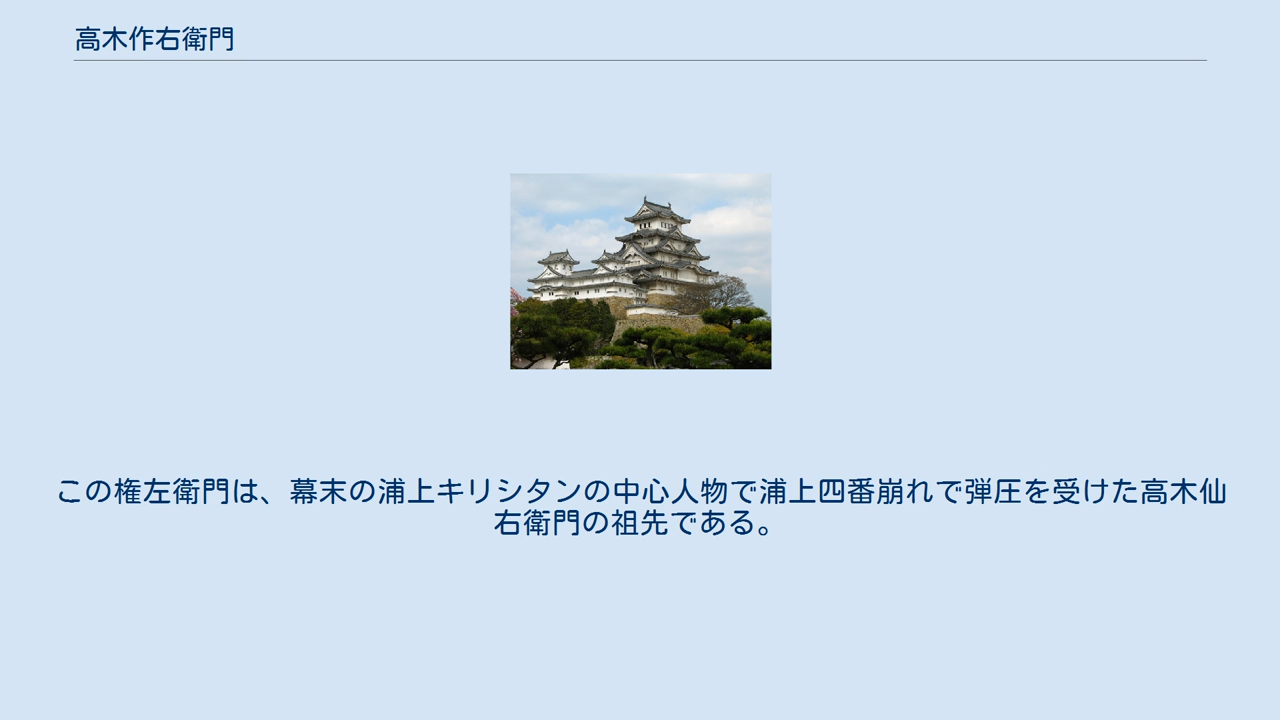 高木作右衛門
この権左衛門は、幕末の浦上キリシタンの中心人物で浦上四番崩れで弾圧を受けた高木仙
右衛門の祖先である。